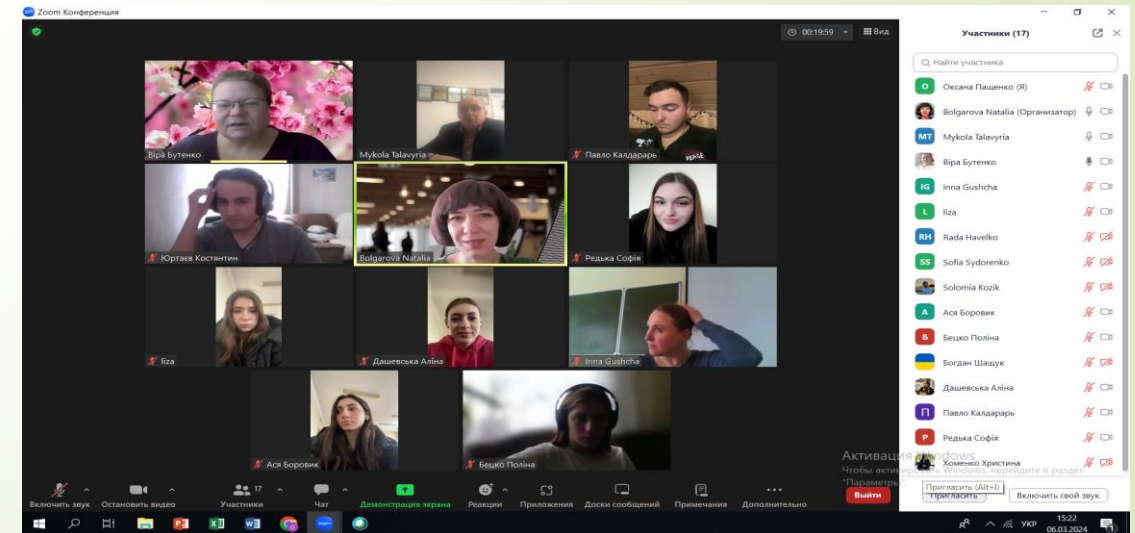 Zoom Конференция
00:19:59
Вид
Участники (17)
Найти участника
Віра Бутенко
Mykola Talavyria
Павло Калдарарь
Юртаєв Костянтин
Bolgarova Natalia
Редька Софія
liza
Дашевська Аліна
Inna Gushcha
Ася Боровик
Бецко Поліна
О Оксана Пащенко (Я)
Bolgarova Natalia (Организатор)
MT Mykola Talavyria
Віра Бутенко
IG Inna Gushcha
L liza
RH Rada Havelko
SS Sofia Sydorenko
Solomia Kozik
А Ася Боровик
Б Бецко Поліна
Богдан Шащук
Дашевська Аліна
П Павло Калдарарь
Р Редька Софія
Хоменко Христина
Активация Windows
Чтобы активировать Windows, перейдите в раздел
"Параметры
Пригласить (Alt+I)
Пригласить
Включить свой звук
Включить звук
Остановить видео
17
Участники
Чат
Демонстрация экрана
Реакции
Приложения
Доски сообщений
Примечания
Дополнительно
Выйти
УКР
15:22
06.03.2024